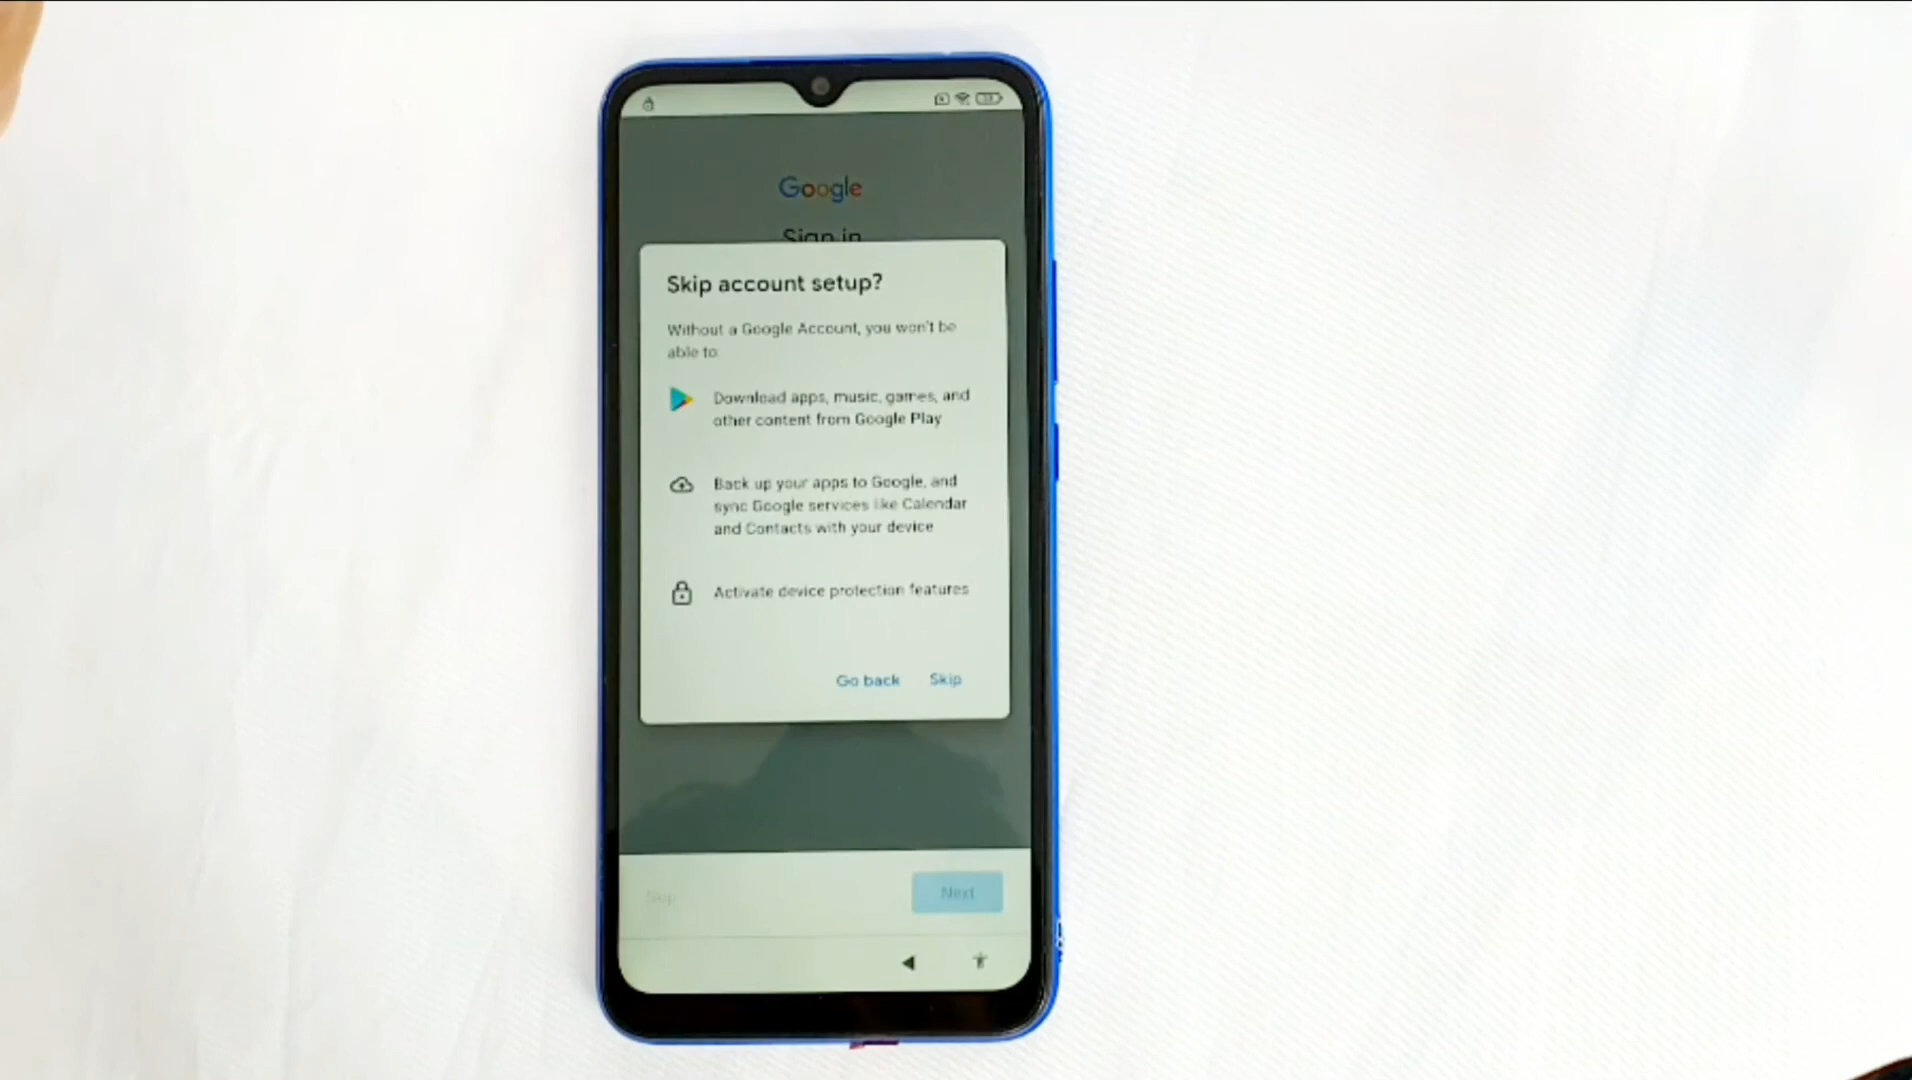 Google
Sign in
Skip account setup?
Without a Google Account, you won't be
able to:
Download apps, music, games, and
other content from Google Play
Back up your apps to Google, and
sync Google services like Calendar
and Contacts with your device
Activate device protection features
Go back Skip
Skip Next